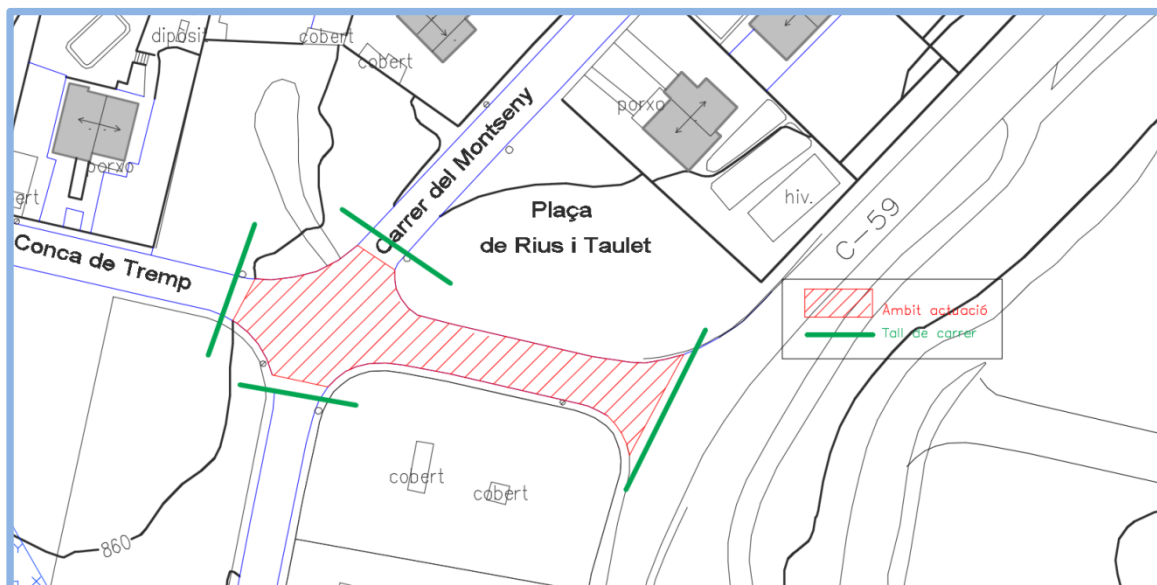 dipòsit
cobert
cobert
porxo
ert
porxo
Carrer del Montseny
Plaça
de Rius i Taulet
hiv.
C-59
Conca de Tremp
Àmbit actuació
Tall de carrer
cobert
cobert
860